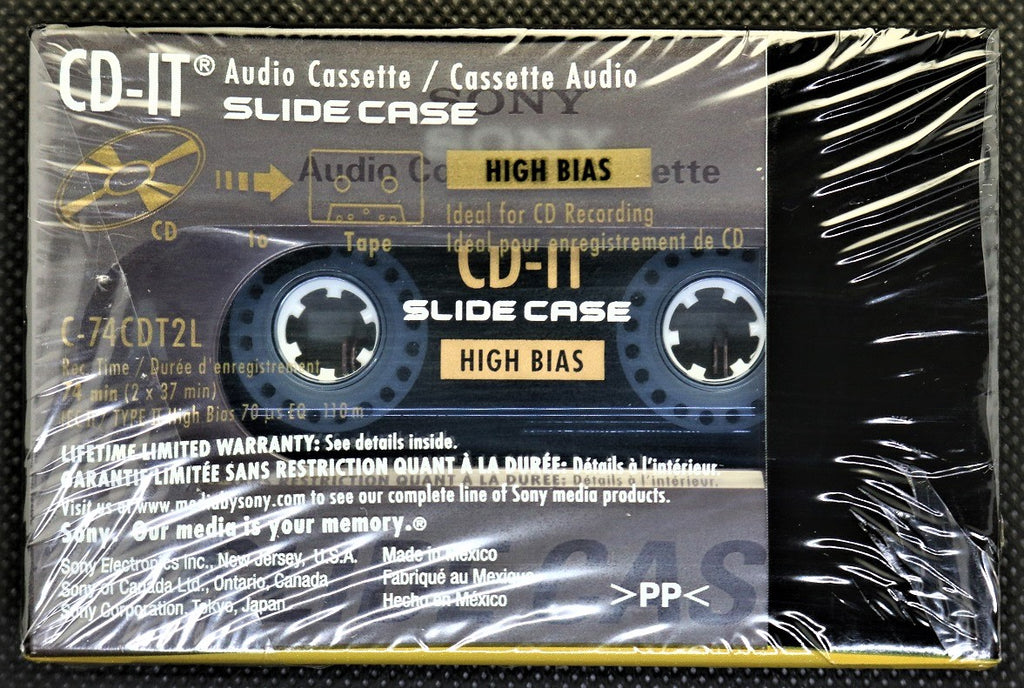 CD-IT® Audio Cassette / Cassette Audio
SLIDE CASE
SONY
SONY
Audio Co ette
HIGH BIAS
Ideal for CD Recording
Idéal pour enregistrement de CD
CD to Tape
CD-IT
SLIDE CASE
HIGH BIAS
C-74CDT2L
Rec. Time / Durée d'enregistrement
74 min (2 x 37 min)
IEC II / TYPE II High Bias 70 μs EQ 110 m
LIFETIME LIMITED WARRANTY: See details inside.
GARANTIE LIMITÉE SANS RESTRICTION QUANT À LA DURÉE: Détails à l'intérieur.
Visit us at www.mediabysony.com to see our complete line of Sony media products.
Sony. Our media is your memory.®
Sony Electronics Inc., New Jersey, U.S.A.
Sony of Canada Ltd., Ontario, Canada
Sony Corporation, Tokyo, Japan
Made in Mexico
Fabriqué au Mexique
Hecho en México
>PP<